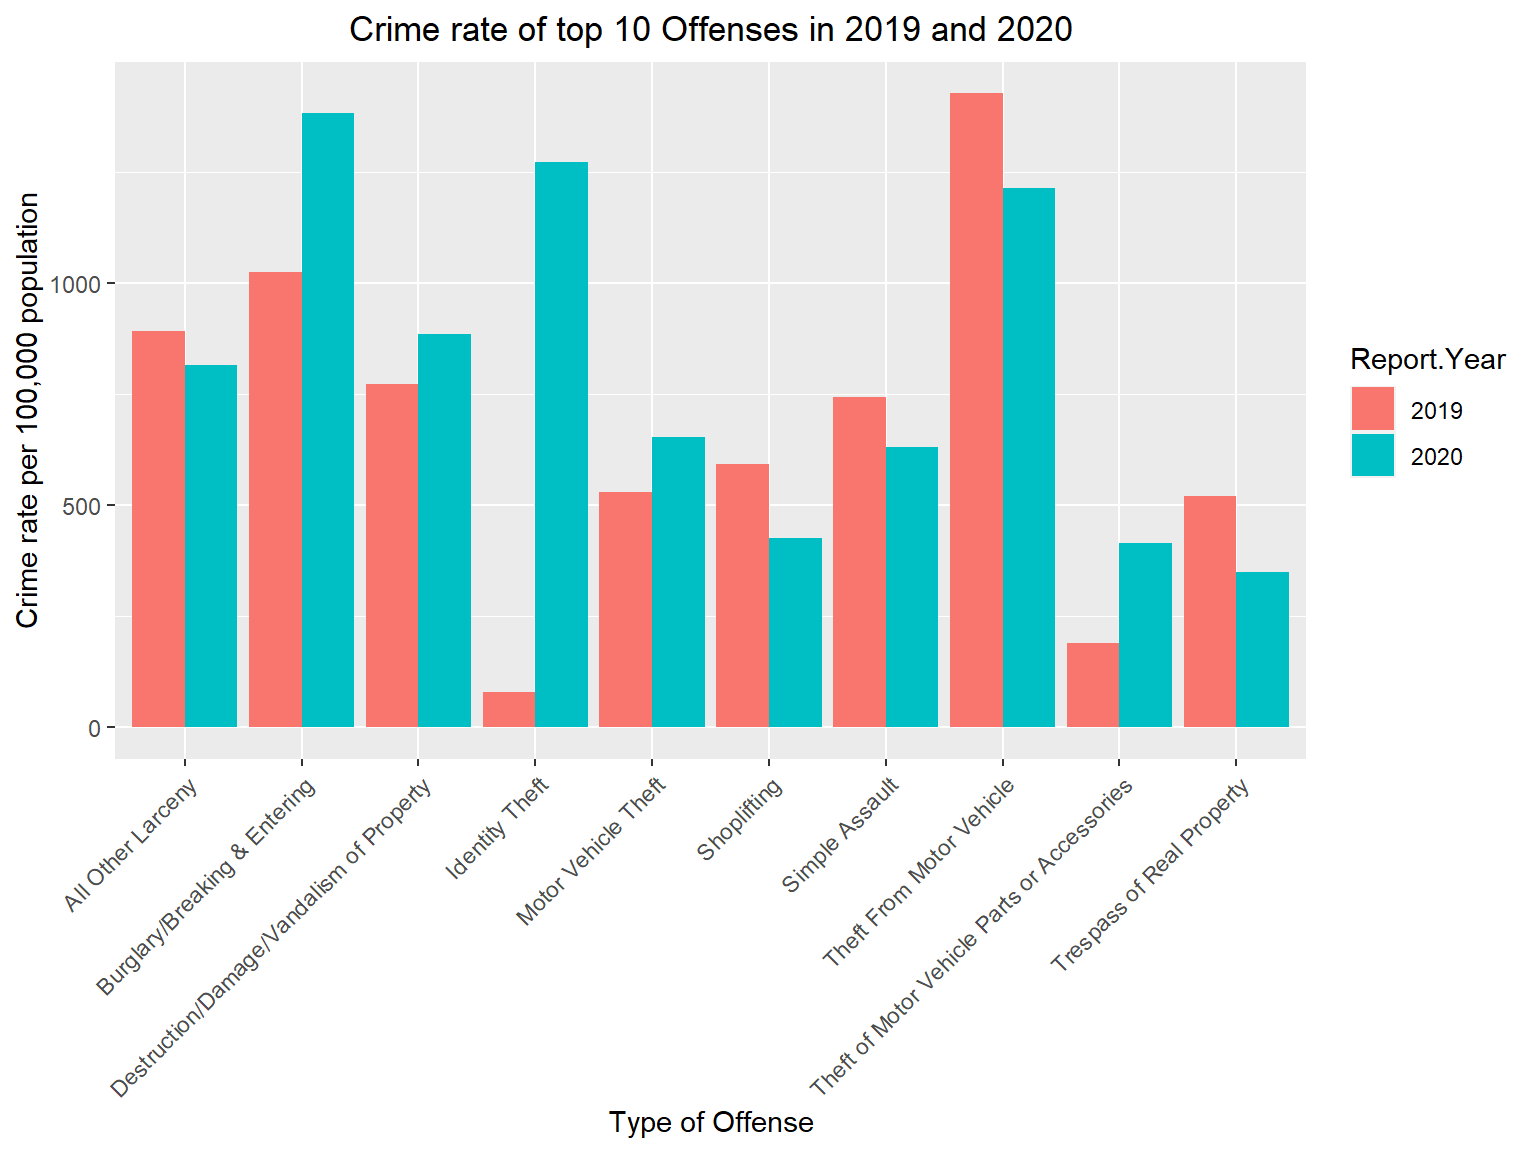 Crime rate of top 10 Offenses in 2019 and 2020
Crime rate per 100,000 population
1000
500
0
All Other Larceny
Burglary/Breaking & Entering
Destruction/Damage/Vandalism of Property
Identity Theft
Motor Vehicle Theft
Shoplifting
Simple Assault
Theft From Motor Vehicle
Theft of Motor Vehicle Parts or Accessories
Trespass of Real Property
Type of Offense
Report.Year
2019
2020